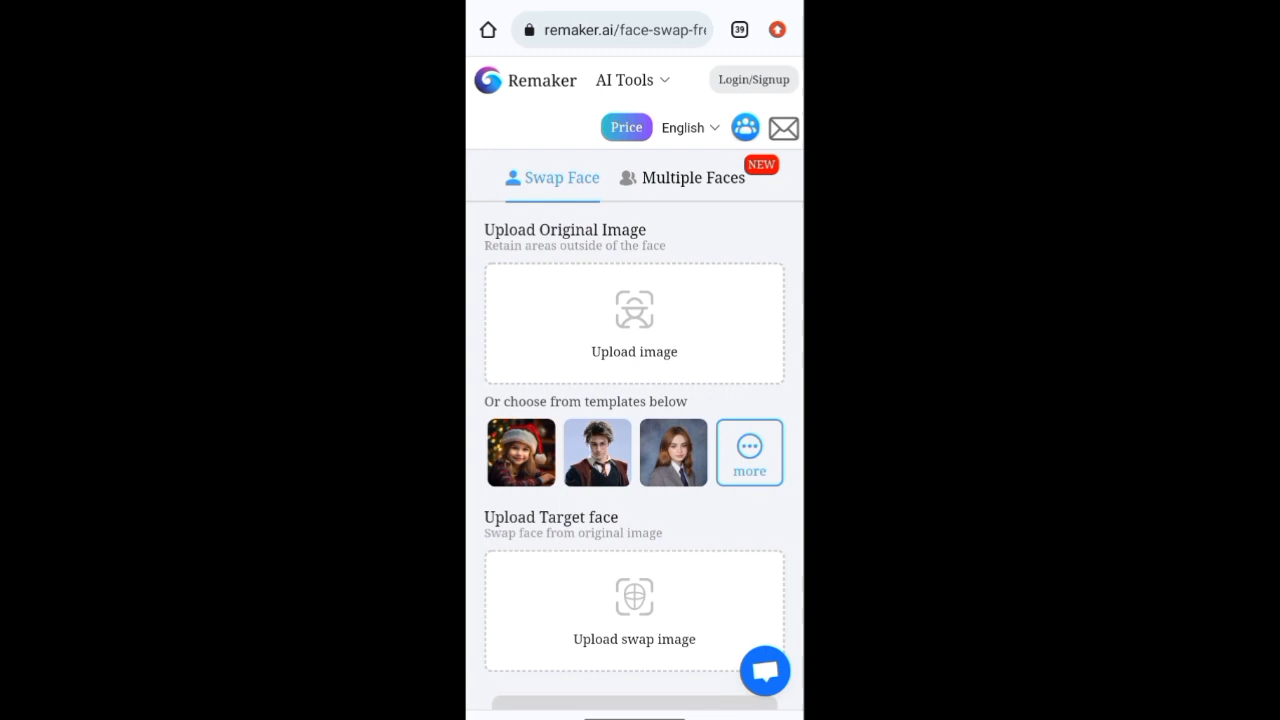 remaker.ai/face-swap-fre
39
Remaker
AI Tools
Login/Signup
Price
English
Swap Face
Multiple Faces
NEW
Upload Original Image
Retain areas outside of the face
Upload image
Or choose from templates below
more
Upload Target face
Swap face from original image
Upload swap image